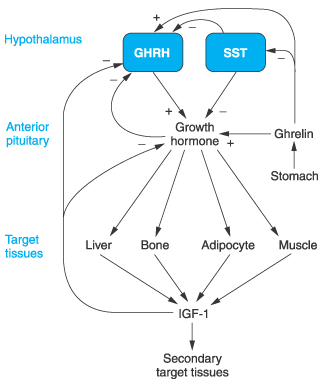 +
Hypothalamus
–
GHRH
SST
–
–
–
+
–
Anterior
pituitary
Growth
hormone
–
+
Ghrelin
Stomach
Target
tissues
Liver
Bone
Adipocyte
Muscle
IGF-1
Secondary
target tissues